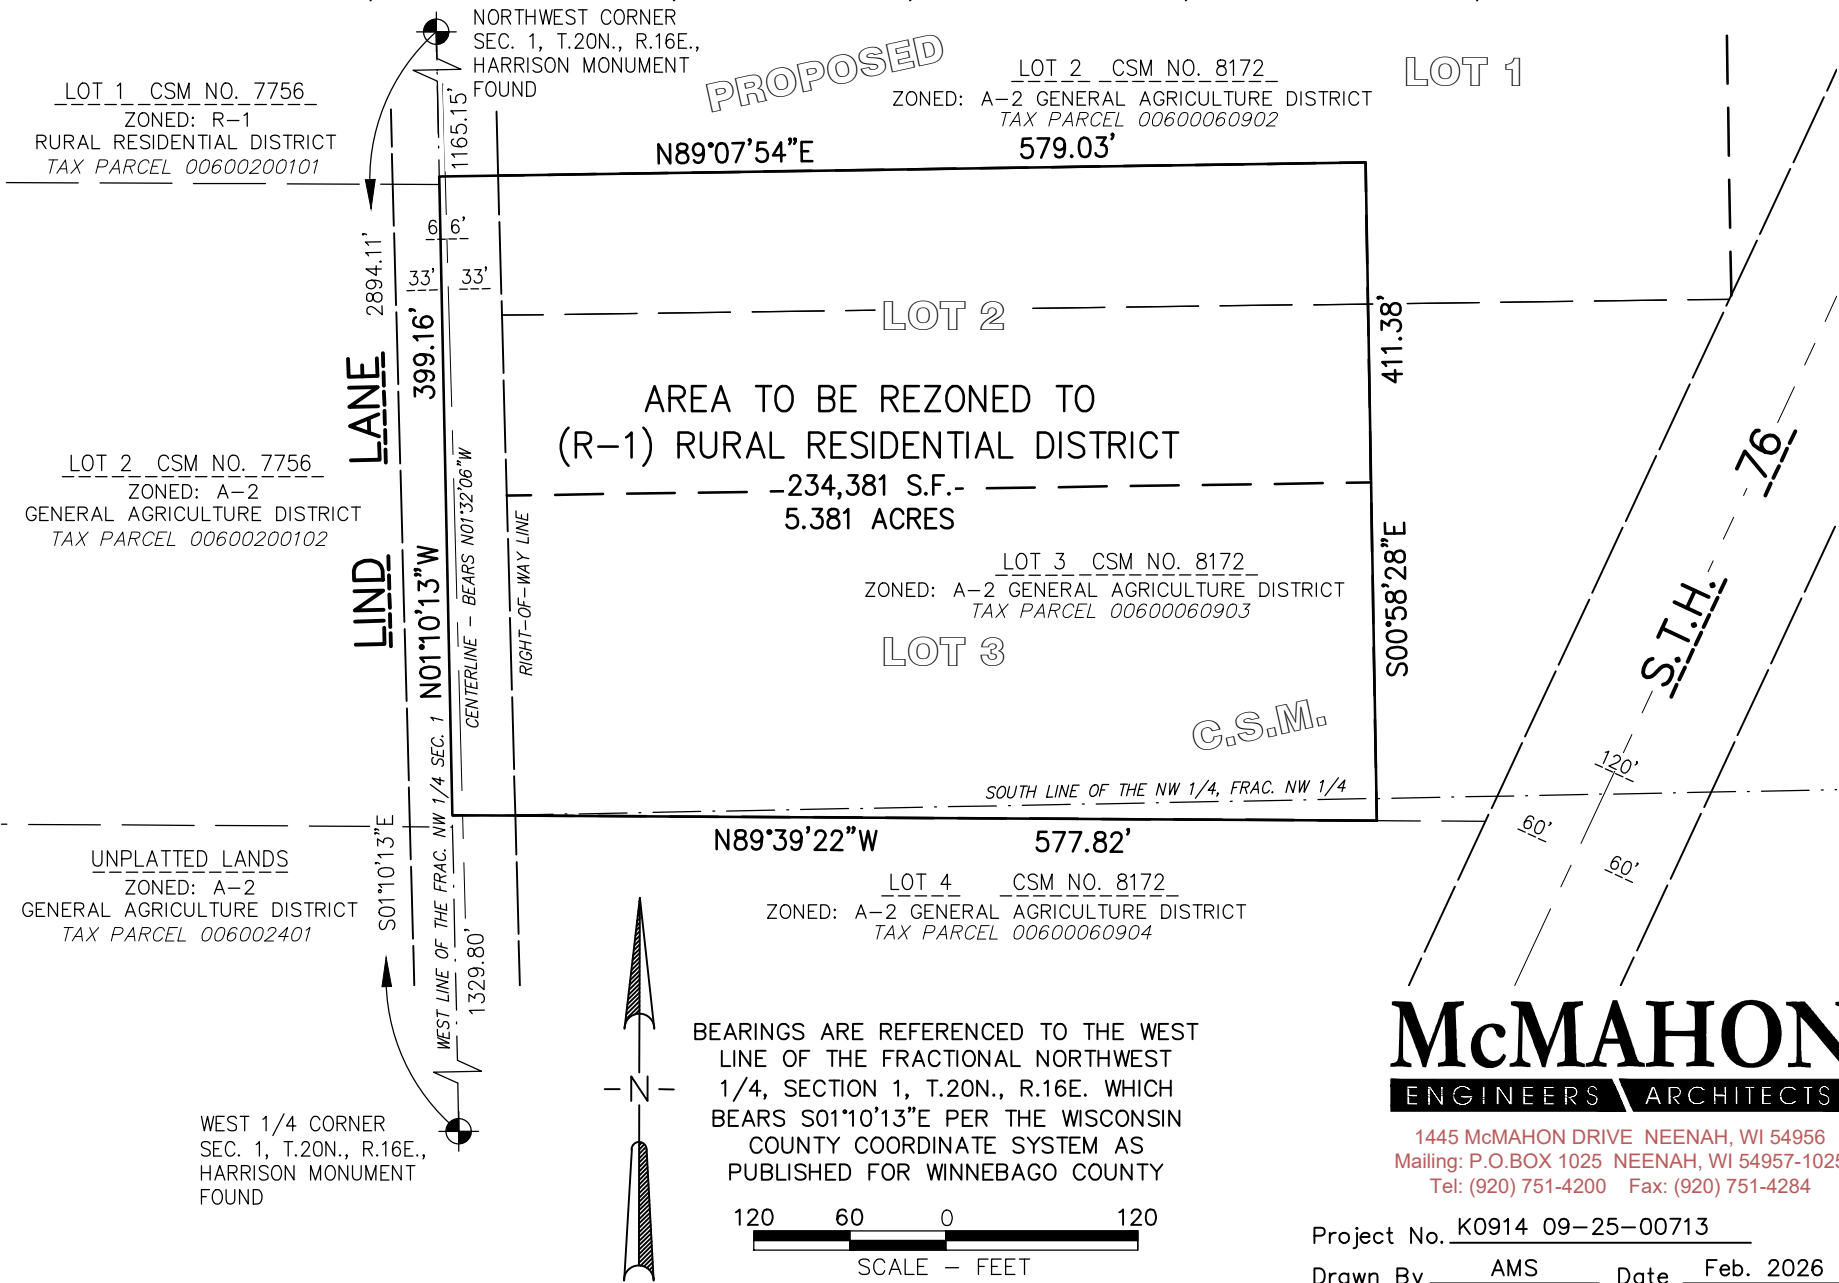 NORTHWEST CORNER
SEC. 1, T.20N., R.16E.,
HARRISON MONUMENT
FOUND
PROPOSED
LOT 2 CSM NO. 8172
ZONED: A-2 GENERAL AGRICULTURE DISTRICT
TAX PARCEL 00600060902
LOT 1
LOT 1 CSM NO. 7756
ZONED: R-1
RURAL RESIDENTIAL DISTRICT
TAX PARCEL 00600200101
1165.15'
N89°07'54"E 579.03'
66'
33' 33'
2894.11'
399.16'
LOT 2
411.38'
LIND LANE
AREA TO BE REZONED TO
(R-1) RURAL RESIDENTIAL DISTRICT
234,381 S.F.
5.381 ACRES
LOT 2 CSM NO. 7756
ZONED: A-2
GENERAL AGRICULTURE DISTRICT
TAX PARCEL 00600200102
N01°10'13"W
CENTERLINE - BEARS N01°32'06"W
RIGHT-OF-WAY LINE
LOT 3 CSM NO. 8172
ZONED: A-2 GENERAL AGRICULTURE DISTRICT
TAX PARCEL 00600060903
LOT 3
S00°58'28"E
S.T.H. 76
C.S.M.
120'
60'
60'
SOUTH LINE OF THE NW 1/4, FRAC. NW 1/4
WEST LINE OF THE FRAC. NW 1/4 SEC. 1
N89°39'22"W 577.82'
UNPLATTED LANDS
ZONED: A-2
GENERAL AGRICULTURE DISTRICT
TAX PARCEL 006002401
S01°10'13"E
1329.80'
LOT 4 CSM NO. 8172
ZONED: A-2 GENERAL AGRICULTURE DISTRICT
TAX PARCEL 00600060904
WEST 1/4 CORNER
SEC. 1, T.20N., R.16E.,
HARRISON MONUMENT
FOUND
N
BEARINGS ARE REFERENCED TO THE WEST
LINE OF THE FRACTIONAL NORTHWEST
1/4, SECTION 1, T.20N., R.16E. WHICH
BEARS S01°10'13"E PER THE WISCONSIN
COUNTY COORDINATE SYSTEM AS
PUBLISHED FOR WINNEBAGO COUNTY
120 60 0 120
SCALE - FEET
McMAHON
ENGINEERS ARCHITECTS
1445 McMAHON DRIVE NEENAH, WI 54956
Mailing: P.O.BOX 1025 NEENAH, WI 54957-1025
Tel: (920) 751-4200 Fax: (920) 751-4284
Project No. K0914 09-25-00713
Drawn By AMS Date Feb. 2026